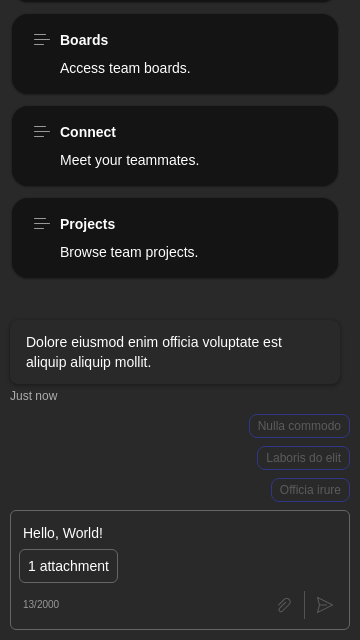 Boards
Access team boards.
Connect
Meet your teammates.
Projects
Browse team projects.
Dolore eiusmod enim officia voluptate est
aliquip aliquip mollit.
Just now
Nulla commodo
Laboris do elit
Officia irure
Hello, World!
1 attachment
13/2000